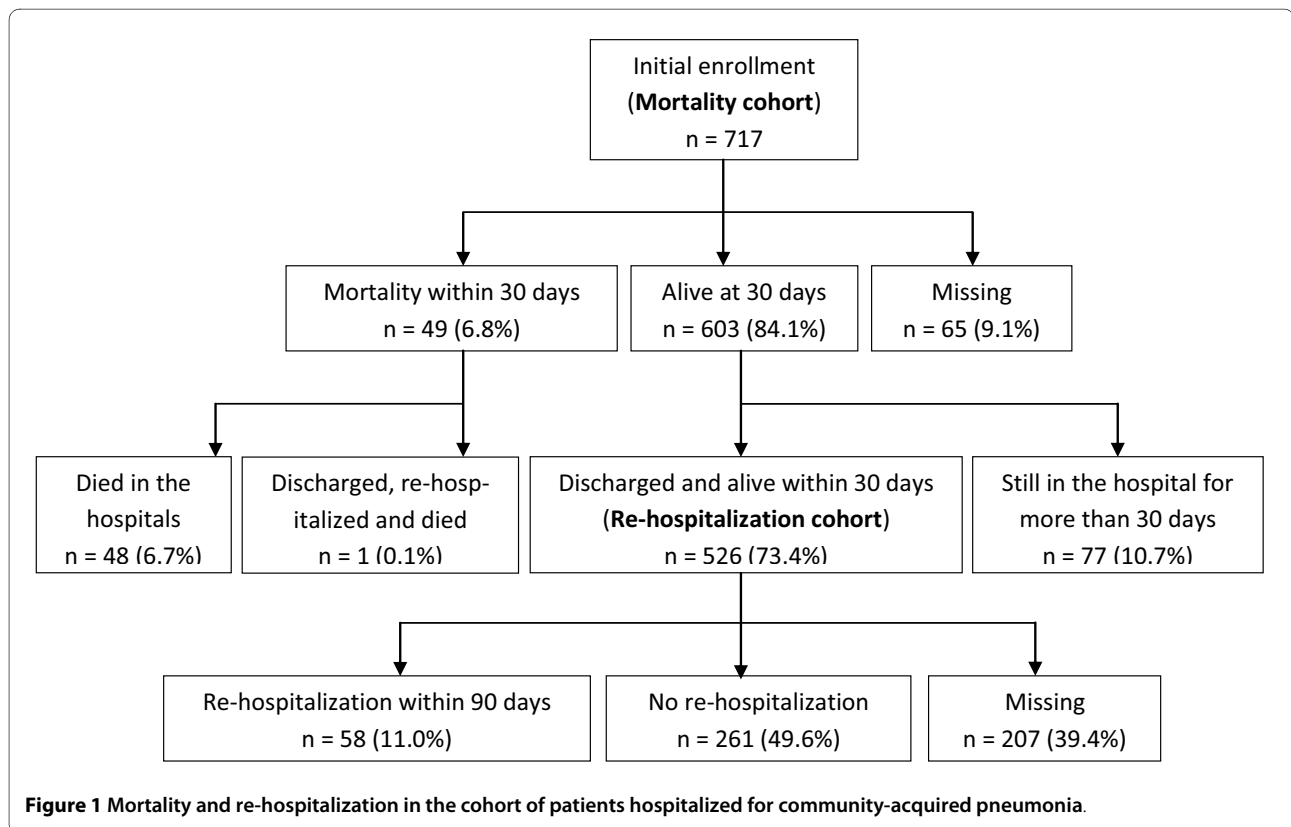 Initial enrollment
(Mortality cohort)
n = 717
Mortality within 30 days
n = 49 (6.8%)
Alive at 30 days
n = 603 (84.1%)
Missing
n = 65 (9.1%)
Died in the
hospitals
n = 48 (6.7%)
Discharged, re-hosp-
italized and died
n = 1 (0.1%)
Discharged and alive within 30 days
(Re-hospitalization cohort)
n = 526 (73.4%)
Still in the hospital for
more than 30 days
n = 77 (10.7%)
Re-hospitalization within 90 days
n = 58 (11.0%)
No re-hospitalization
n = 261 (49.6%)
Missing
n = 207 (39.4%)
Figure 1 Mortality and re-hospitalization in the cohort of patients hospitalized for community-acquired pneumonia.